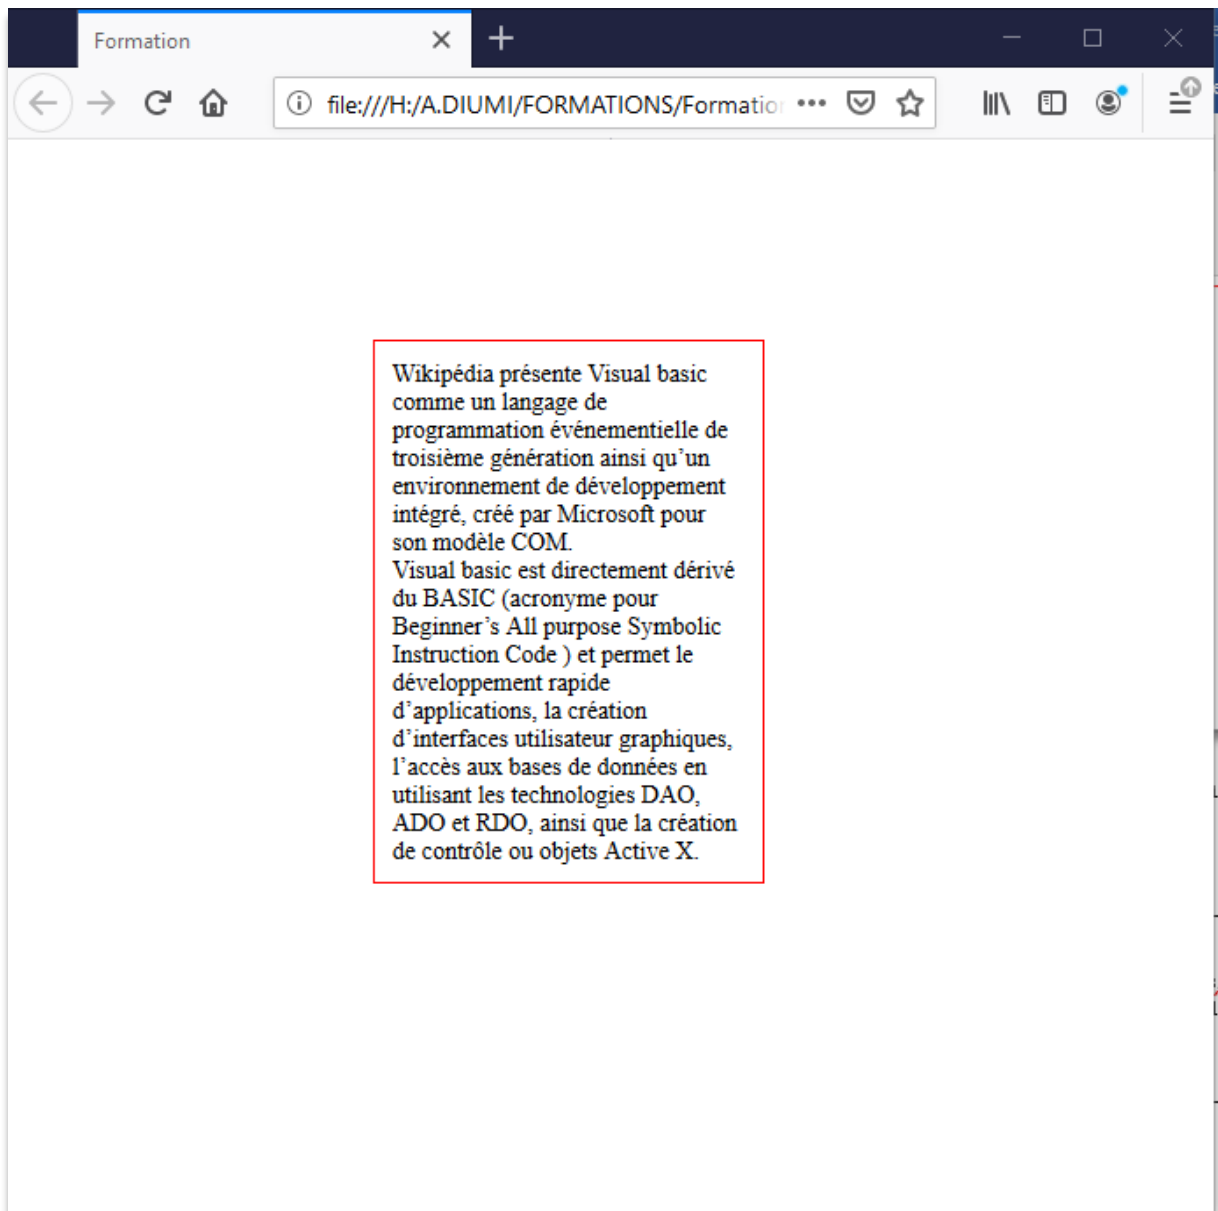 Formation
file:///H:/A.DIUMI/FORMATIONS/Formation
Wikipédia présente Visual basic
comme un langage de
programmation événementielle de
troisième génération ainsi qu’un
environnement de développement
intégré, créé par Microsoft pour
son modèle COM.
Visual basic est directement dérivé
du BASIC (acronyme pour
Beginner’s All purpose Symbolic
Instruction Code ) et permet le
développement rapide
d’applications, la création
d’interfaces utilisateur graphiques,
l’accès aux bases de données en
utilisant les technologies DAO,
ADO et RDO, ainsi que la création
de contrôle ou objets Active X.